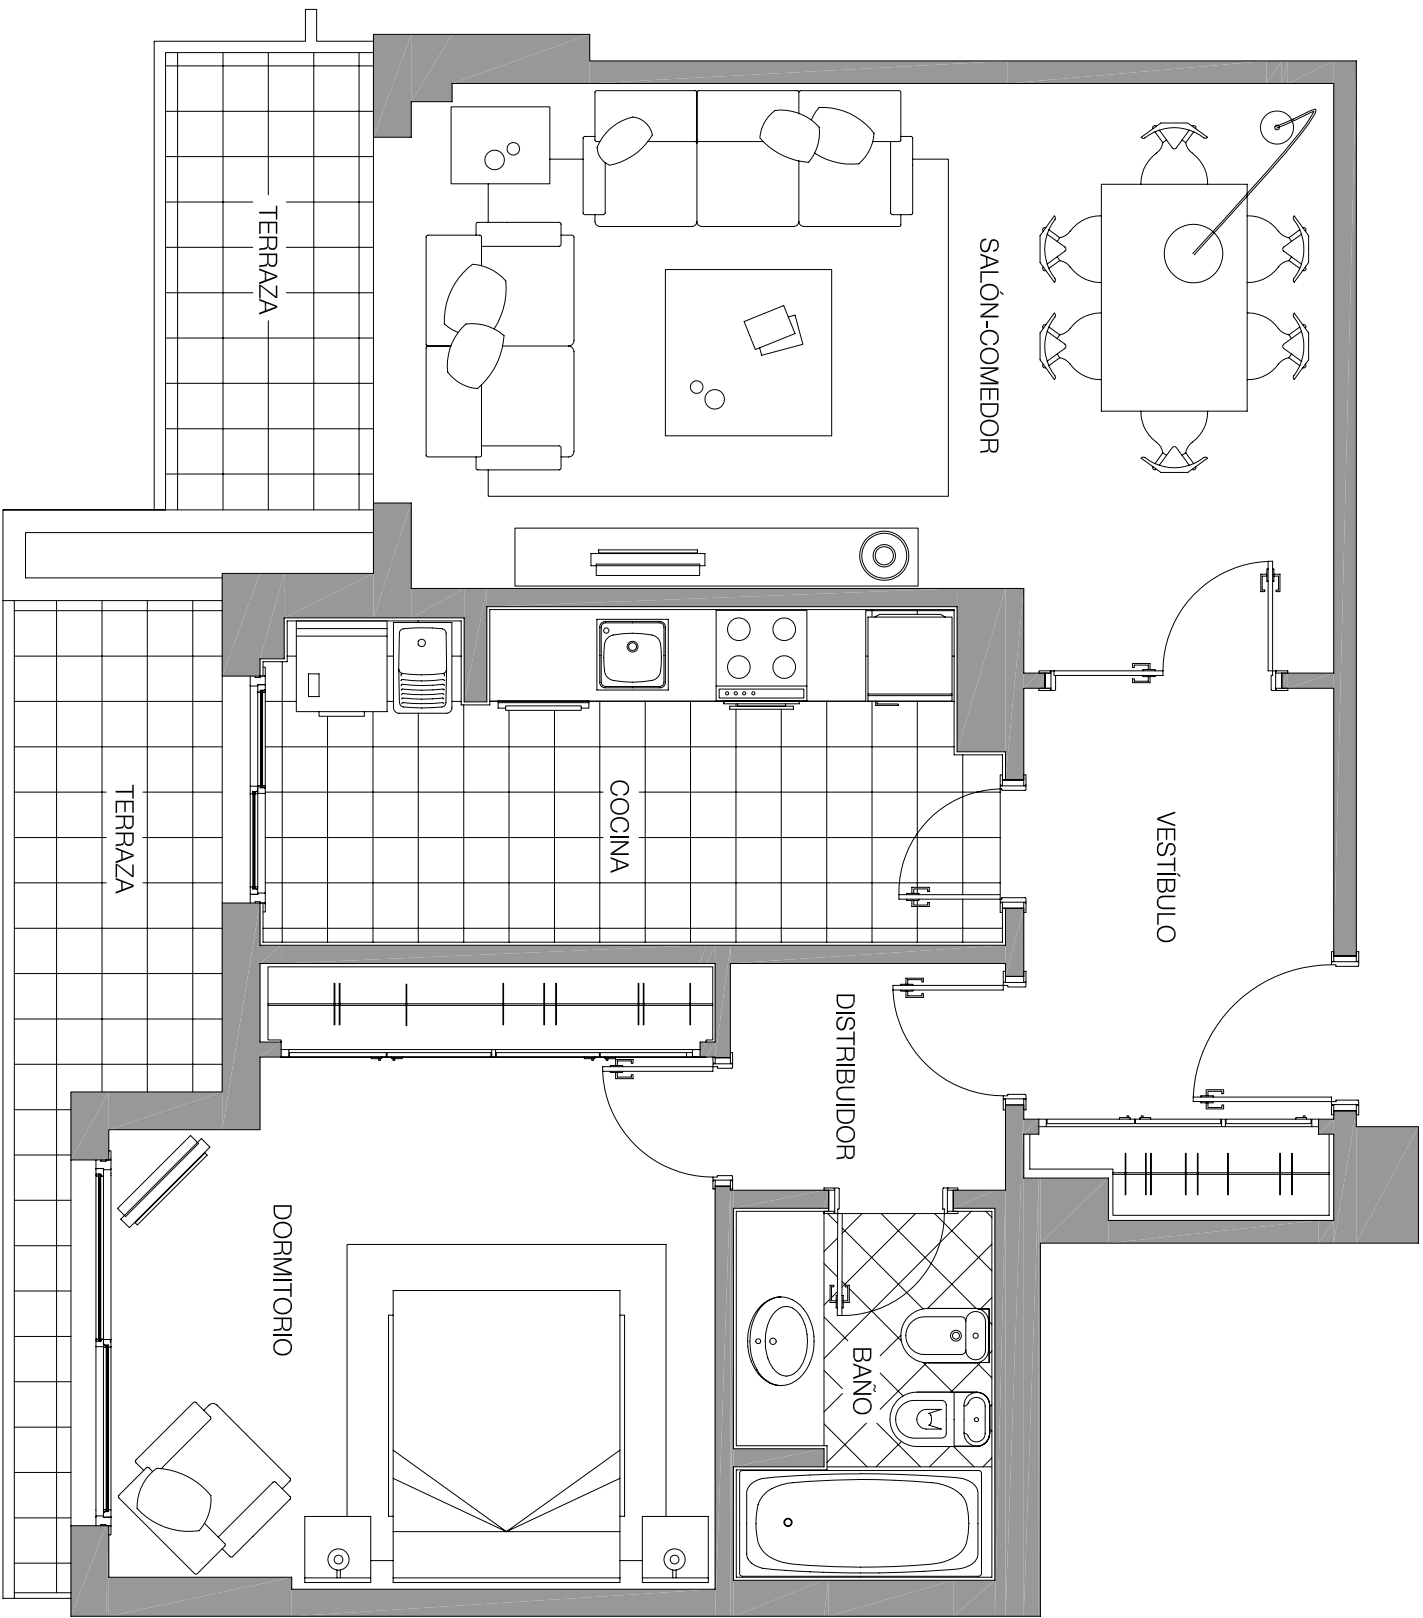 TERRAZA
SALÓN-COMEDOR
TERRAZA
COCINA
VESTÍBULO
DISTRIBUIDOR
DORMITORIO
BAÑO